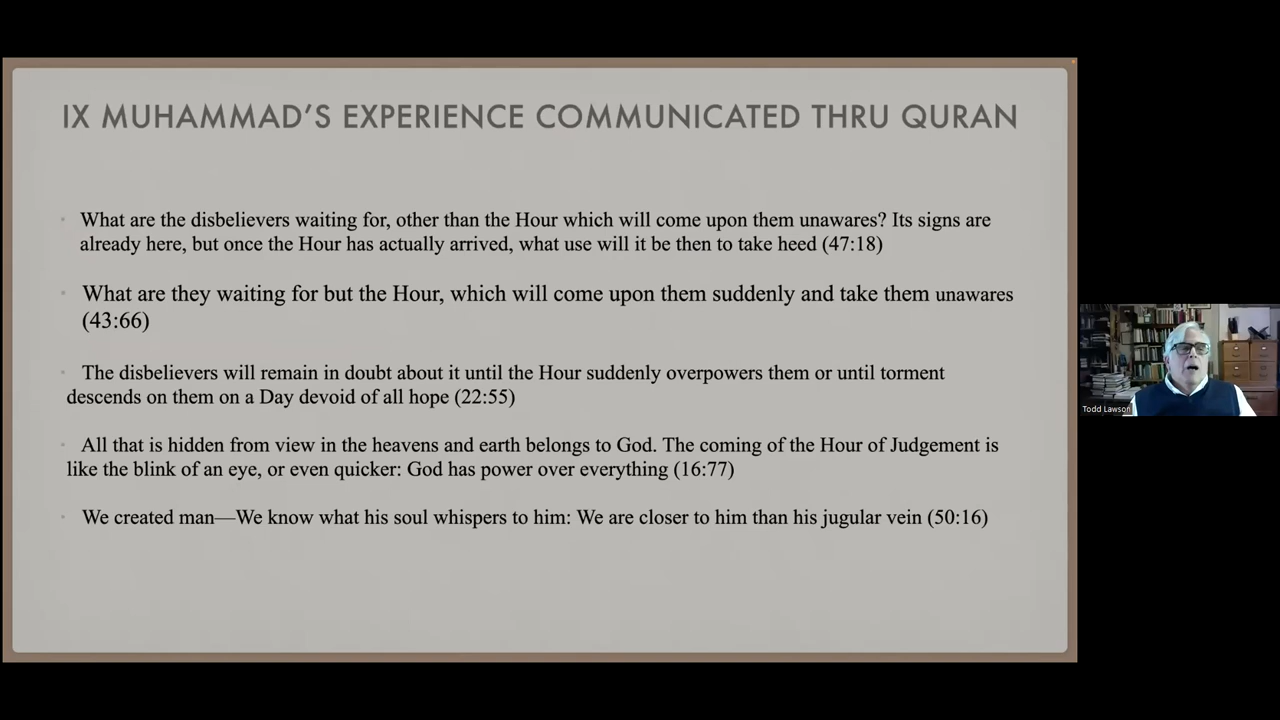 IX MUHAMMAD'S EXPERIENCE COMMUNICATED THRU QURAN
What are the disbelievers waiting for, other than the Hour which will come upon them unawares? Its signs are
already here, but once the Hour has actually arrived, what use will it be then to take heed (47:18)
What are they waiting for but the Hour, which will come upon them suddenly and take them unawares
(43:66)
The disbelievers will remain in doubt about it until the Hour suddenly overpowers them or until torment
descends on them on a Day devoid of all hope (22:55)
All that is hidden from view in the heavens and earth belongs to God. The coming of the Hour of Judgement is
like the blink of an eye, or even quicker: God has power over everything (16:77)
We created man—We know what his soul whispers to him: We are closer to him than his jugular vein (50:16)
Todd Lawson